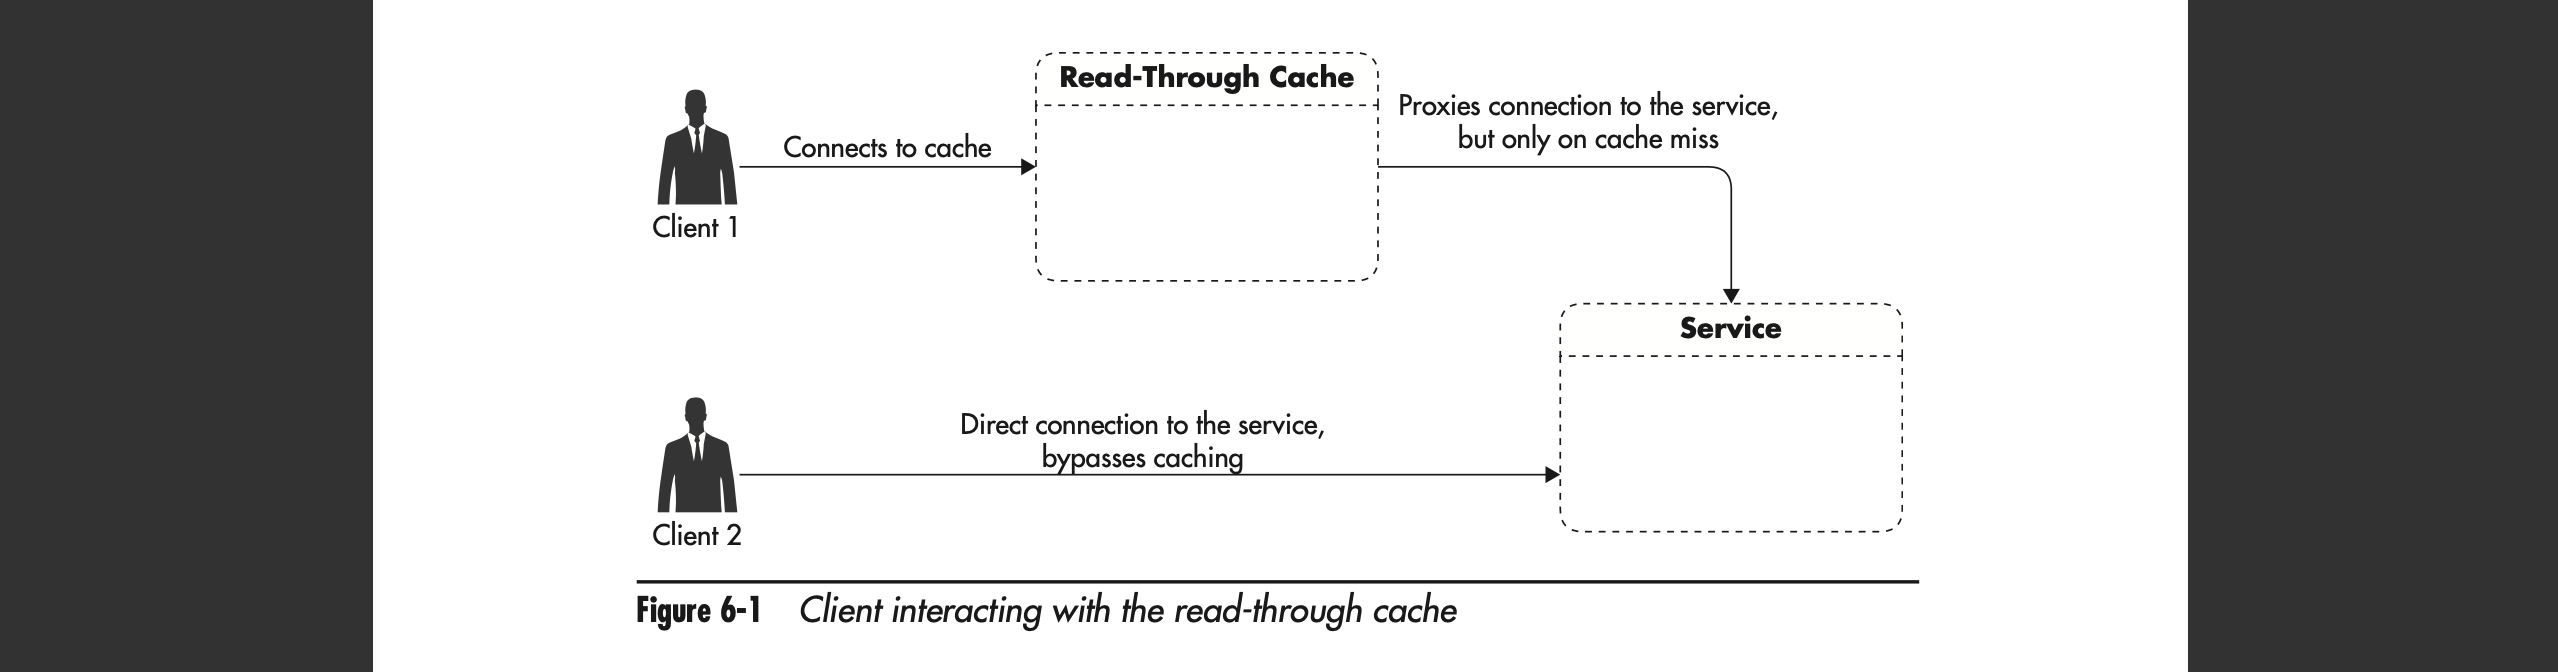 Read-Through Cache
Proxies connection to the service,
but only on cache miss
Connects to cache
Client 1
Service
Direct connection to the service,
bypasses caching
Client 2
Figure 6-1 Client interacting with the read-through cache